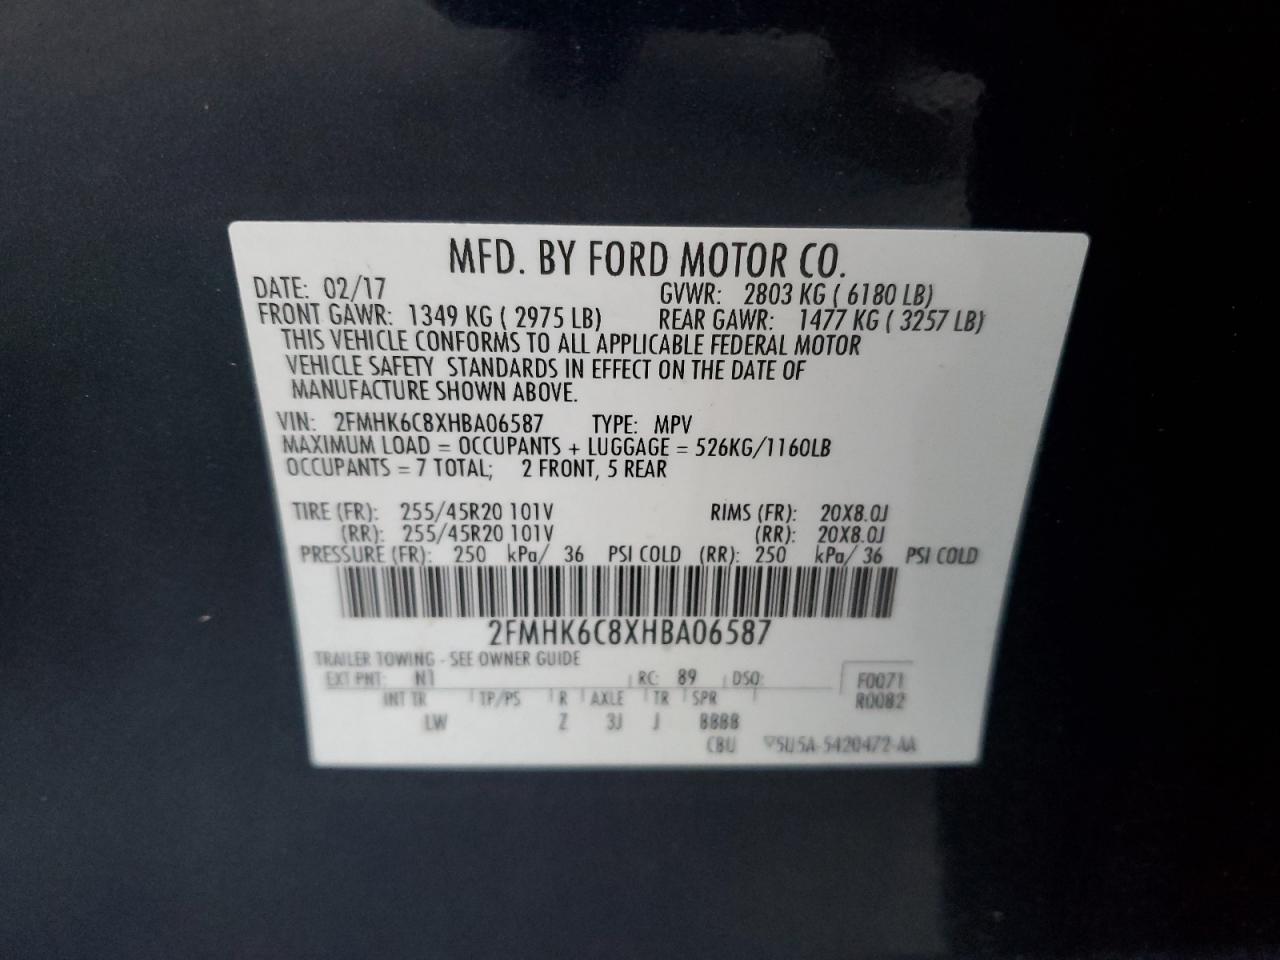 MFD. BY FORD MOTOR CO.
DATE: 02/17 GVWR: 2803 KG ( 6180 LB)
FRONT GAWR: 1349 KG ( 2975 LB) REAR GAWR: 1477 KG ( 3257 LB)
THIS VEHICLE CONFORMS TO ALL APPLICABLE FEDERAL MOTOR
VEHICLE SAFETY STANDARDS IN EFFECT ON THE DATE OF
MANUFACTURE SHOWN ABOVE.
VIN: 2FMHK6C8XHBA06587 TYPE: MPV
MAXIMUM LOAD = OCCUPANTS + LUGGAGE = 526KG/1160LB
OCCUPANTS = 7 TOTAL; 2 FRONT, 5 REAR
TIRE (FR): 255/45R20 101V RIMS (FR): 20X8.0J
(RR): 255/45R20 101V (RR): 20X8.0J
PRESSURE (FR): 250 kPa/ 36 PSI COLD (RR): 250 kPa/ 36 PSI COLD
2FMHK6C8XHBA06587
TRAILER TOWING - SEE OWNER GUIDE
EXT PNT: N1 RC: 89 DSO: F0071
INT TR TP/PS R AXLE TR SPR R0082
LW Z 3J J 8888
CBU 5U5A-5420472-AA